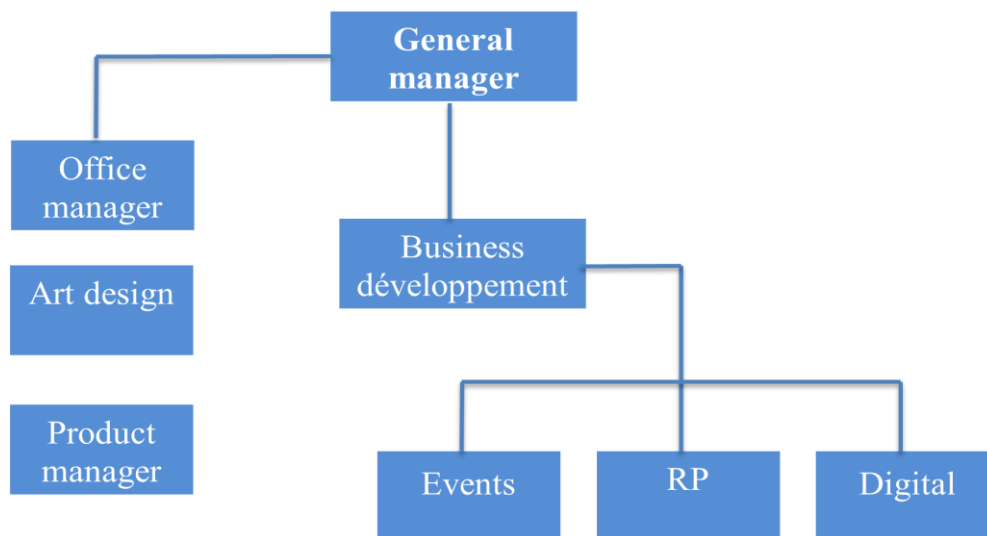 General
manager
Office
manager
Business
développement
Art design
Product
manager
Events
RP
Digital